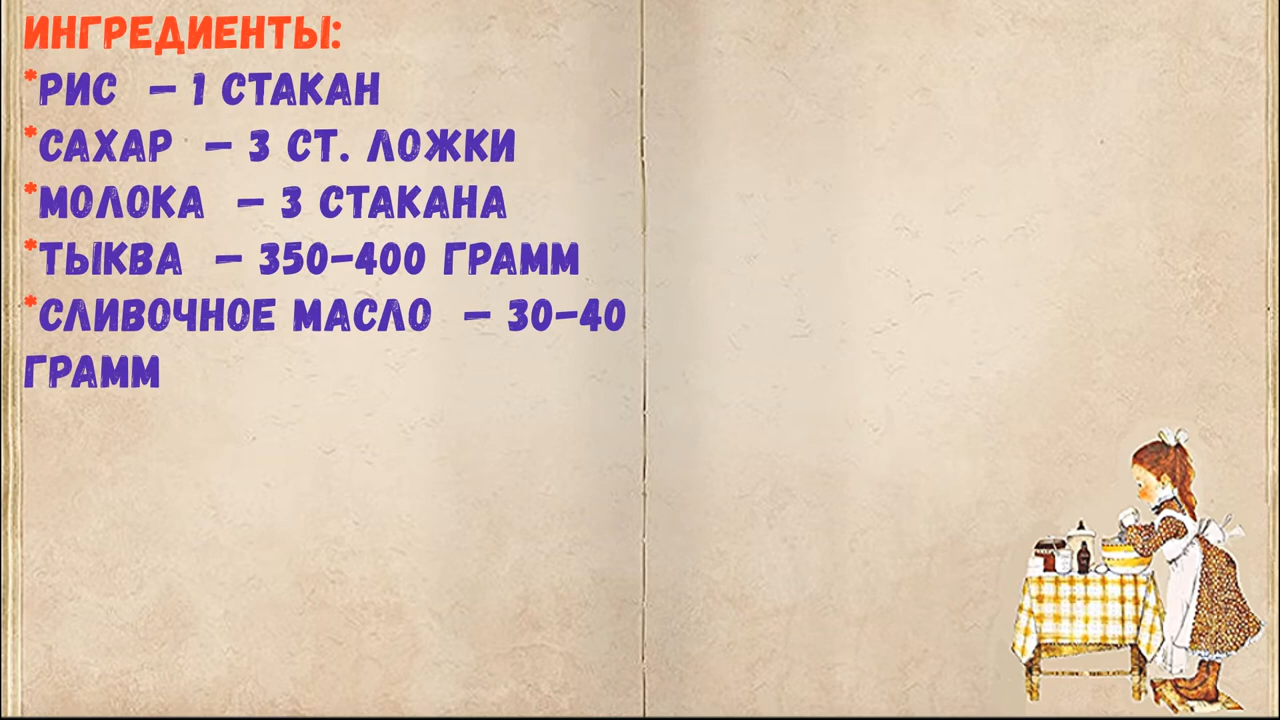 ИНГРЕДИЕНТЫ:
*РИС – 1 СТАКАН
*САХАР – 3 СТ. ЛОЖКИ
*МОЛОКА – 3 СТАКАНА
*ТЫКВА – 350-400 ГРАММ
*СЛИВОЧНОЕ МАСЛО – 30-40
ГРАММ